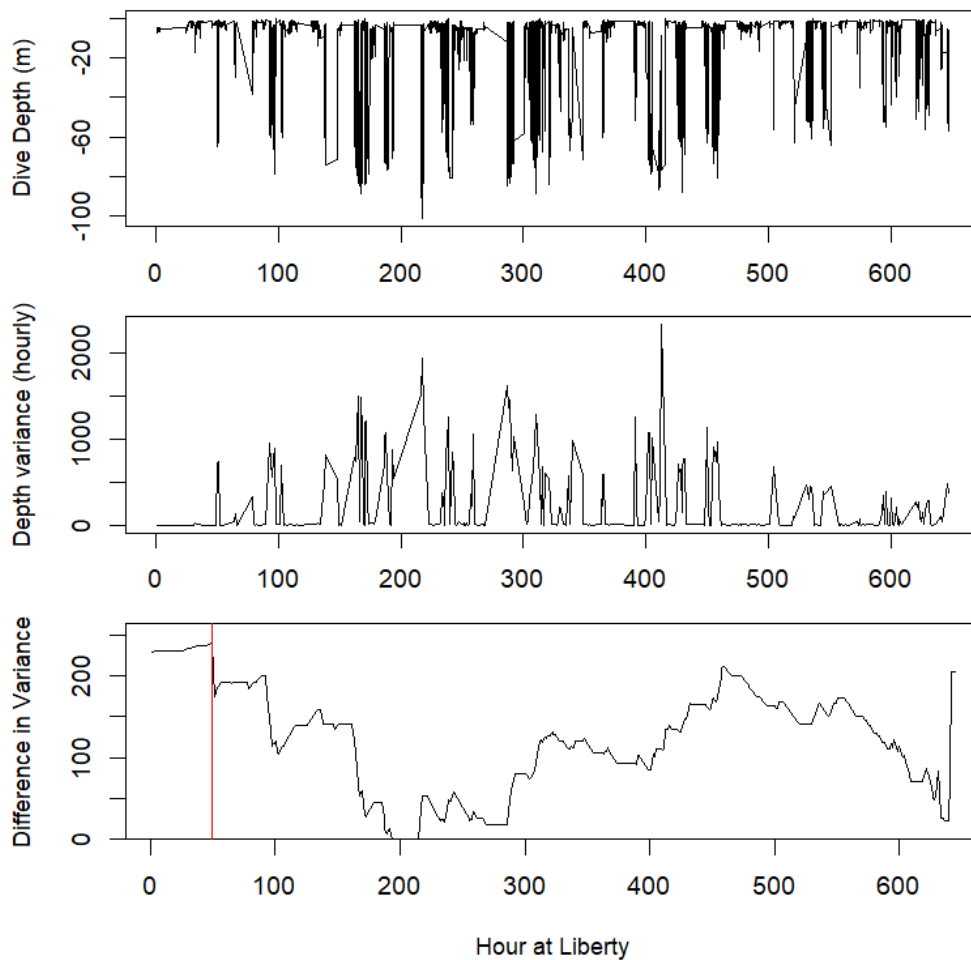 Dive Depth (m)
-20
-60
-100
0 100 200 300 400 500 600
Depth variance (hourly)
2000
1000
0
0 100 200 300 400 500 600
Difference in Variance
200
100
0
0 100 200 300 400 500 600
Hour at Liberty